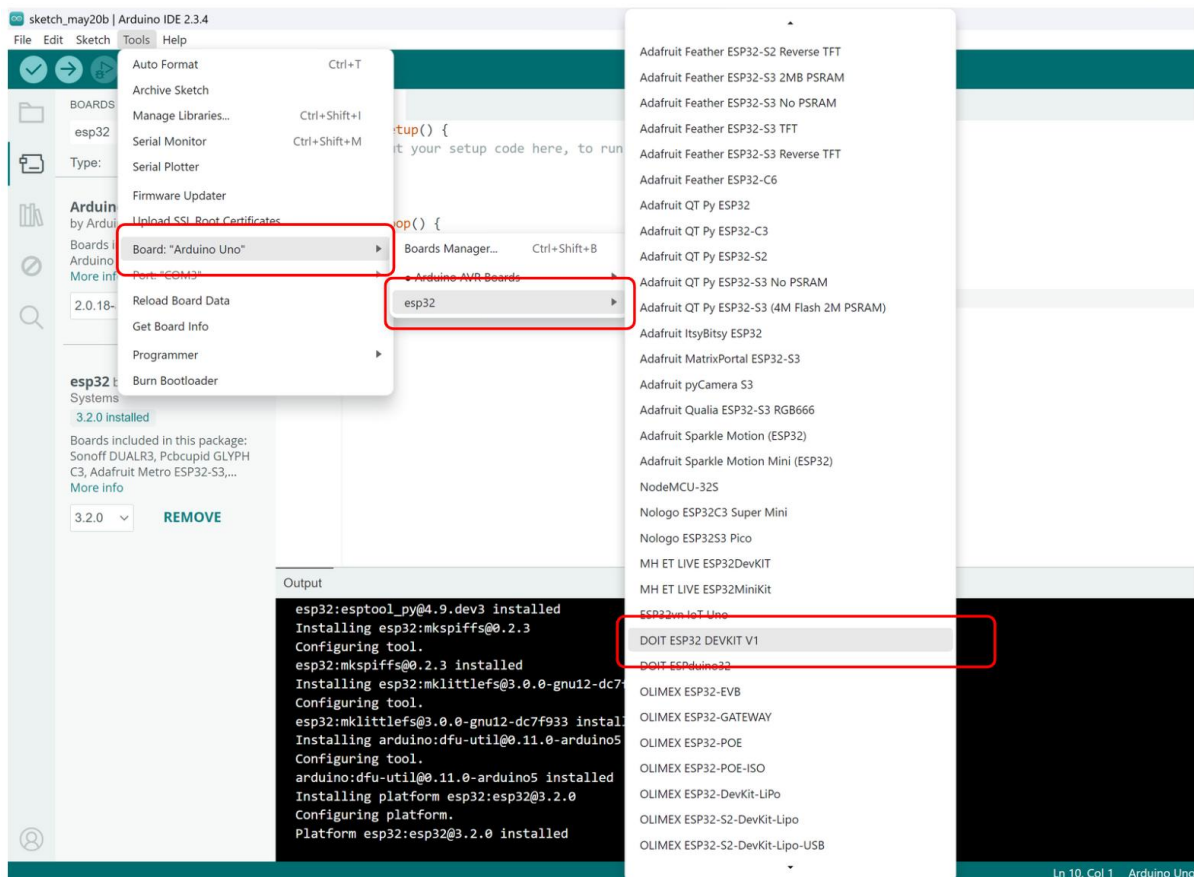 sketch_may20b | Arduino IDE 2.3.4
File Edit Sketch Tools Help
BOARDS
esp32
Type:
Arduin
by Ardui
Boards i
Arduino
More inf
2.0.18-
esp32 b
Systems
3.2.0 installed
Boards included in this package:
Sonoff DUALR3, Pcbcupid GLYPH
C3, Adafruit Metro ESP32-S3,...
More info
3.2.0 REMOVE
Auto Format Ctrl+T
Archive Sketch
Manage Libraries... Ctrl+Shift+I
Serial Monitor Ctrl+Shift+M
Serial Plotter
Firmware Updater
Upload SSL Root Certificates
Board: "Arduino Uno"
Port: "COM3"
Reload Board Data
Get Board Info
Programmer
Burn Bootloader
etup() {
t your setup code here, to run
oop() {
Boards Manager... Ctrl+Shift+B
• Arduino AVR Boards
esp32
Adafruit Feather ESP32-S2 Reverse TFT
Adafruit Feather ESP32-S3 2MB PSRAM
Adafruit Feather ESP32-S3 No PSRAM
Adafruit Feather ESP32-S3 TFT
Adafruit Feather ESP32-S3 Reverse TFT
Adafruit Feather ESP32-C6
Adafruit QT Py ESP32
Adafruit QT Py ESP32-C3
Adafruit QT Py ESP32-S2
Adafruit QT Py ESP32-S3 No PSRAM
Adafruit QT Py ESP32-S3 (4M Flash 2M PSRAM)
Adafruit ItsyBitsy ESP32
Adafruit MatrixPortal ESP32-S3
Adafruit pyCamera S3
Adafruit Qualia ESP32-S3 RGB666
Adafruit Sparkle Motion (ESP32)
Adafruit Sparkle Motion Mini (ESP32)
NodeMCU-32S
Nologo ESP32C3 Super Mini
Nologo ESP32S3 Pico
MH ET LIVE ESP32DevKIT
MH ET LIVE ESP32MiniKit
ESP32vn IoT Uno
DOIT ESP32 DEVKIT V1
DOIT ESPduino32
OLIMEX ESP32-EVB
OLIMEX ESP32-GATEWAY
OLIMEX ESP32-POE
OLIMEX ESP32-POE-ISO
OLIMEX ESP32-DevKit-LiPo
OLIMEX ESP32-S2-DevKit-Lipo
OLIMEX ESP32-S2-DevKit-Lipo-USB
Output
esp32:esptool_py@4.9.dev3 installed
Installing esp32:mkspiffs@0.2.3
Configuring tool.
esp32:mkspiffs@0.2.3 installed
Installing esp32:mklittlefs@3.0.0-gnu12-dc7f
Configuring tool.
esp32:mklittlefs@3.0.0-gnu12-dc7f933 instal
Installing arduino:dfu-util@0.11.0-arduino5
Configuring tool.
arduino:dfu-util@0.11.0-arduino5 installed
Installing platform esp32:esp32@3.2.0
Configuring platform.
Platform esp32:esp32@3.2.0 installed
Ln 10, Col 1 Arduino Uno